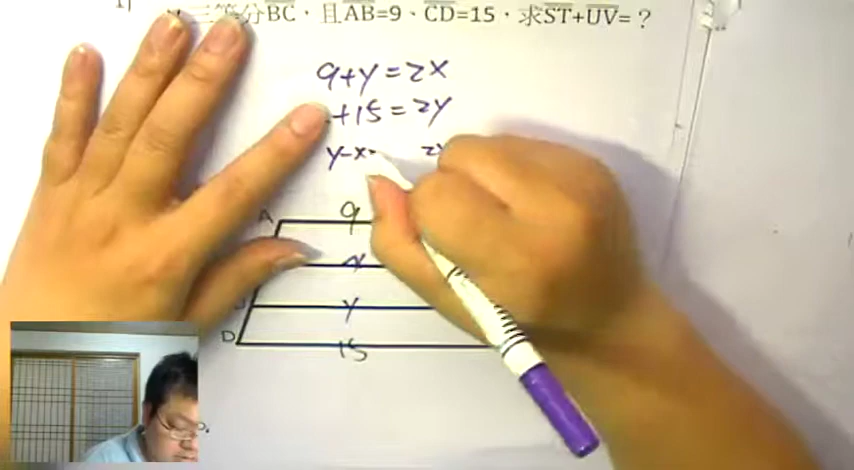 三等分BC，且AB=9、CD=15，求ST+UV=？
9+y=2x
+15=2y
y-x
A 9
x
y
D 15